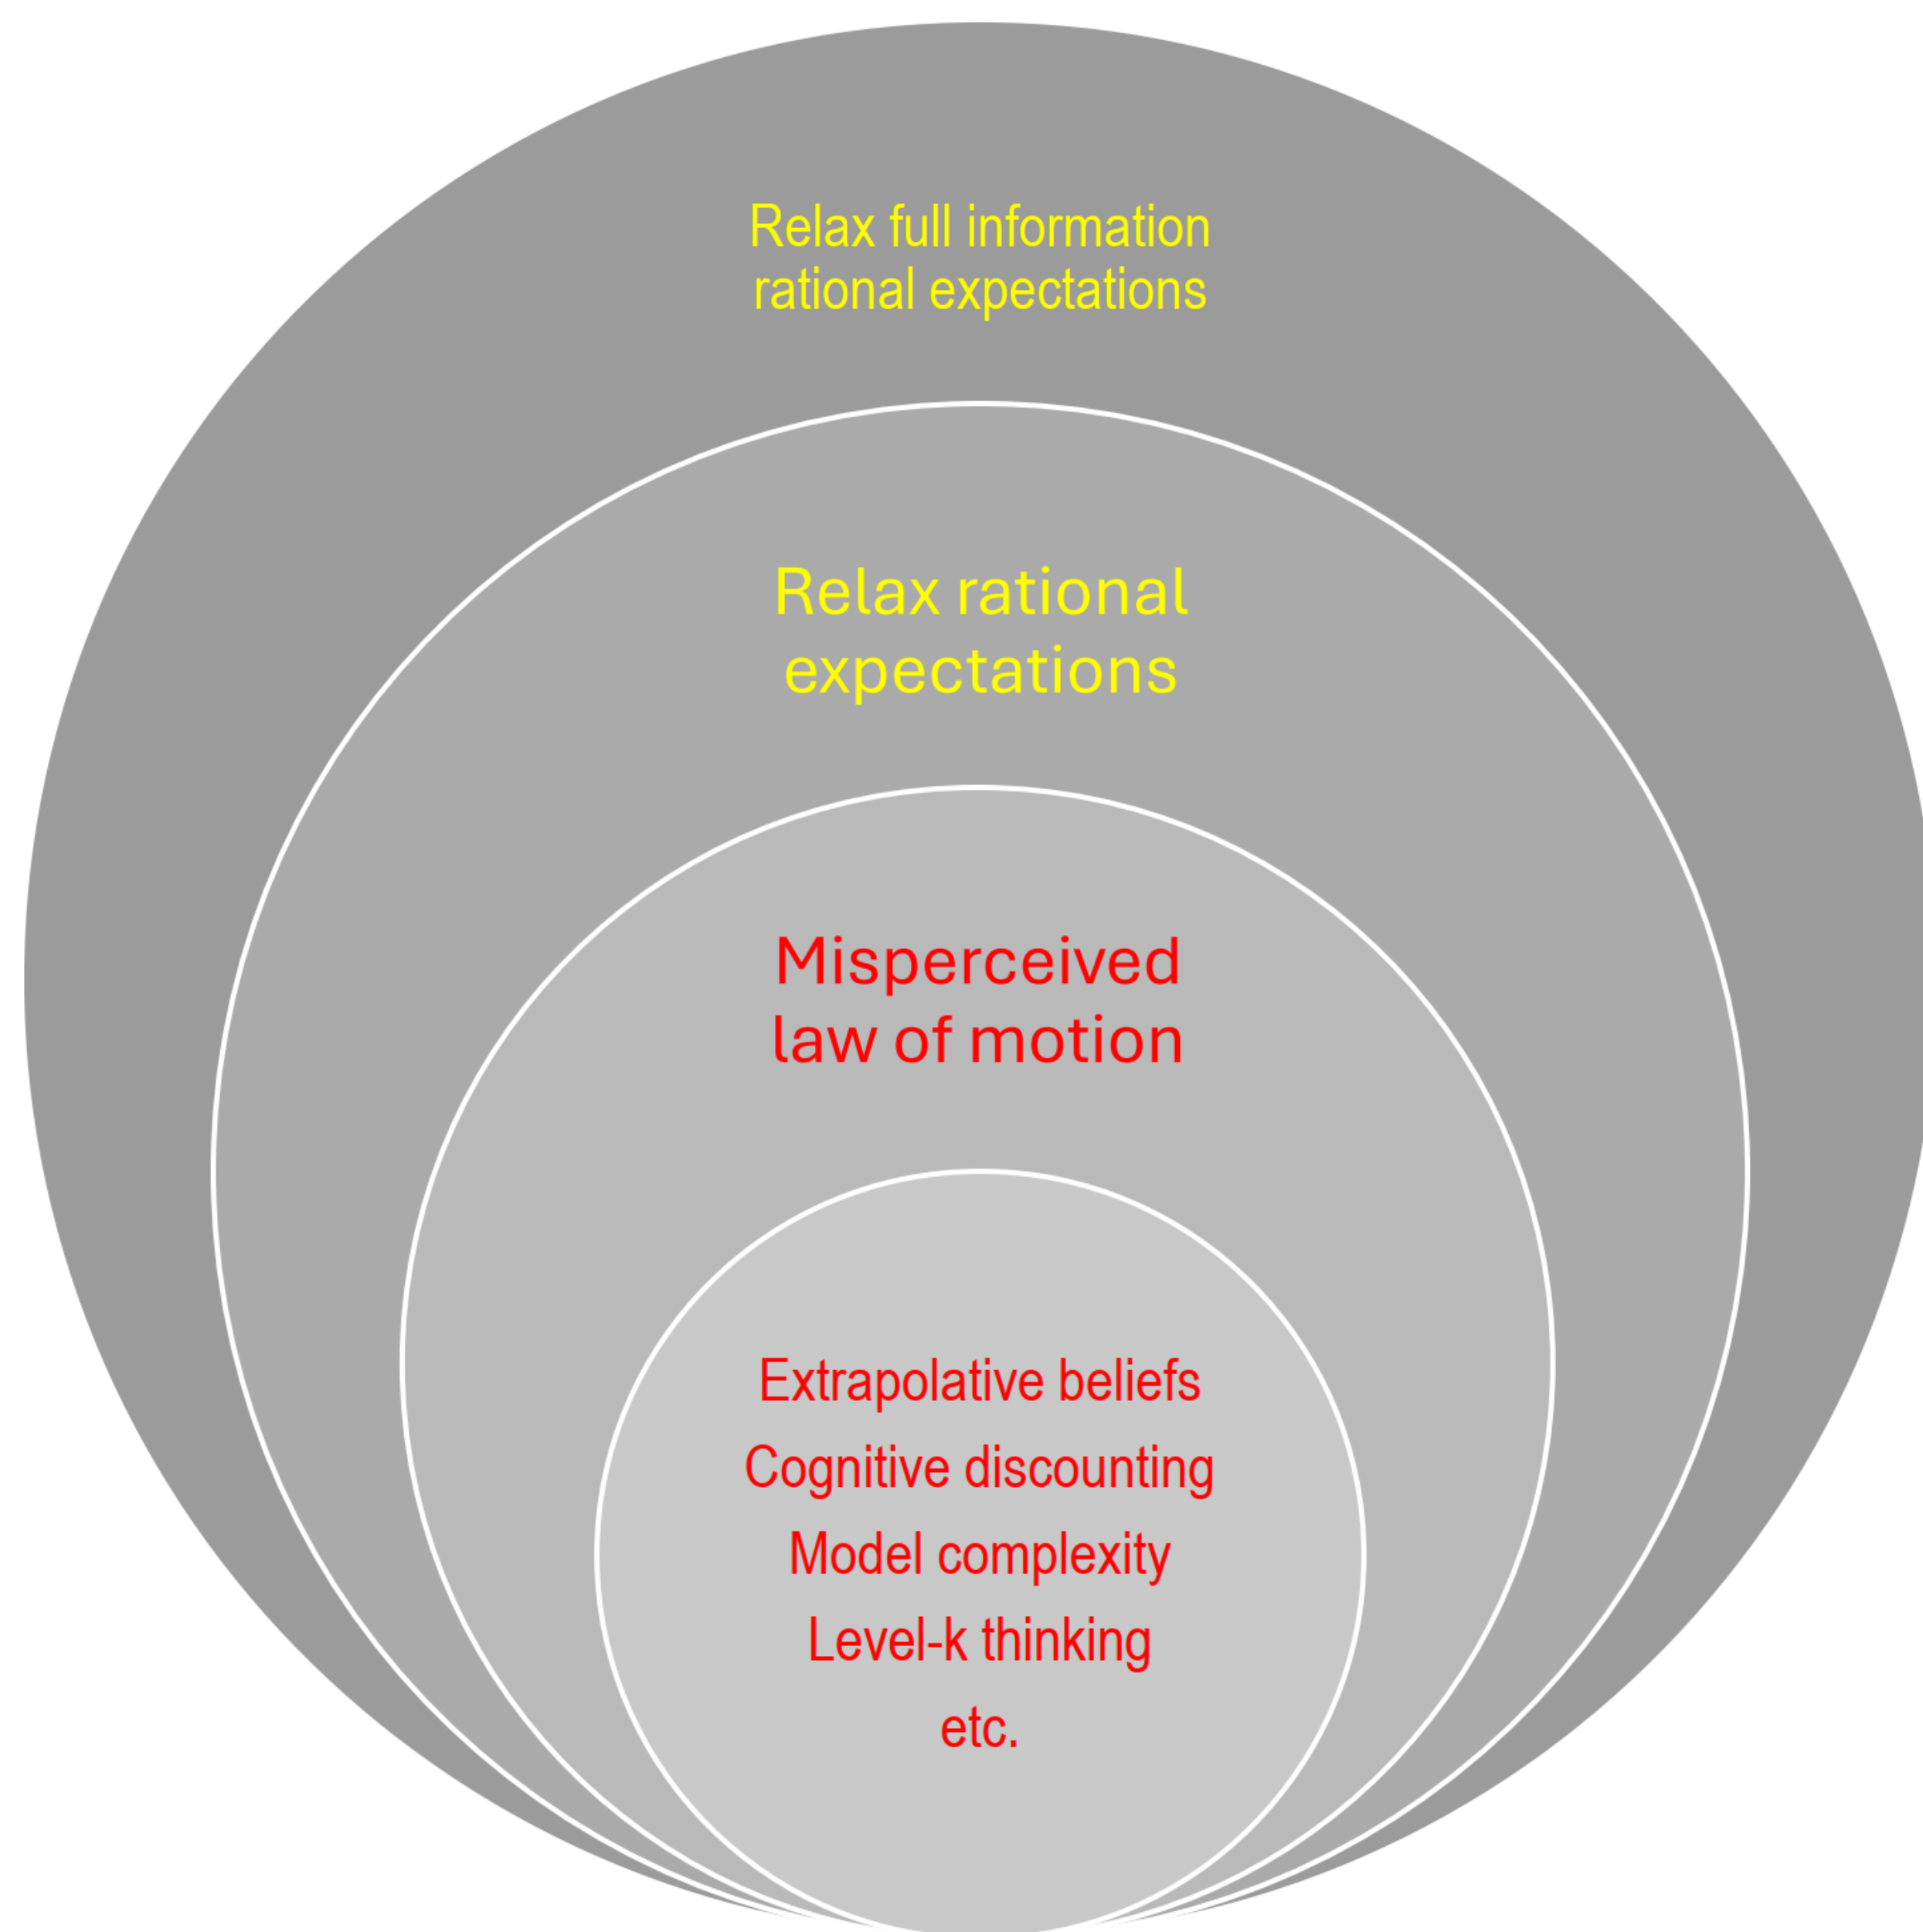 Relax full information
rational expectations
Relax rational
expectations
Misperceived
law of motion
Extrapolative beliefs
Cognitive discounting
Model complexity
Level-k thinking
etc.